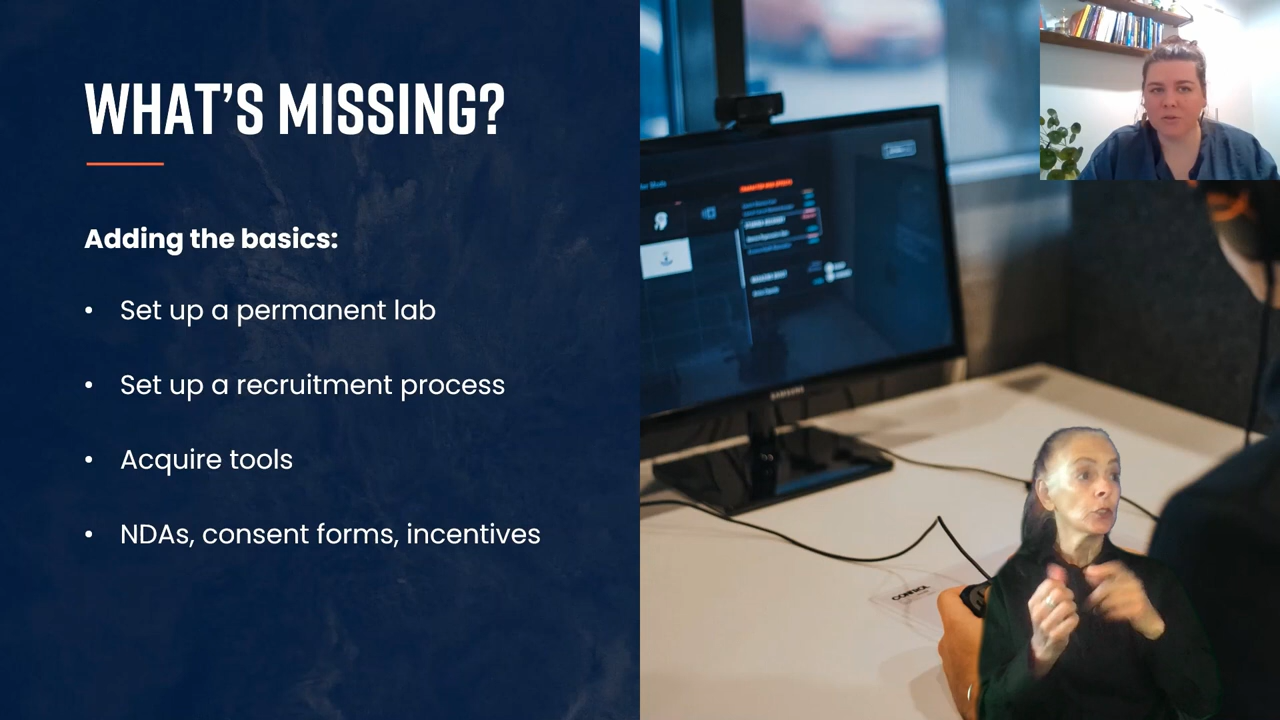 WHAT'S MISSING?
Adding the basics:
• Set up a permanent lab
• Set up a recruitment process
• Acquire tools
• NDAs, consent forms, incentives
SAMSUNG
CONTROL